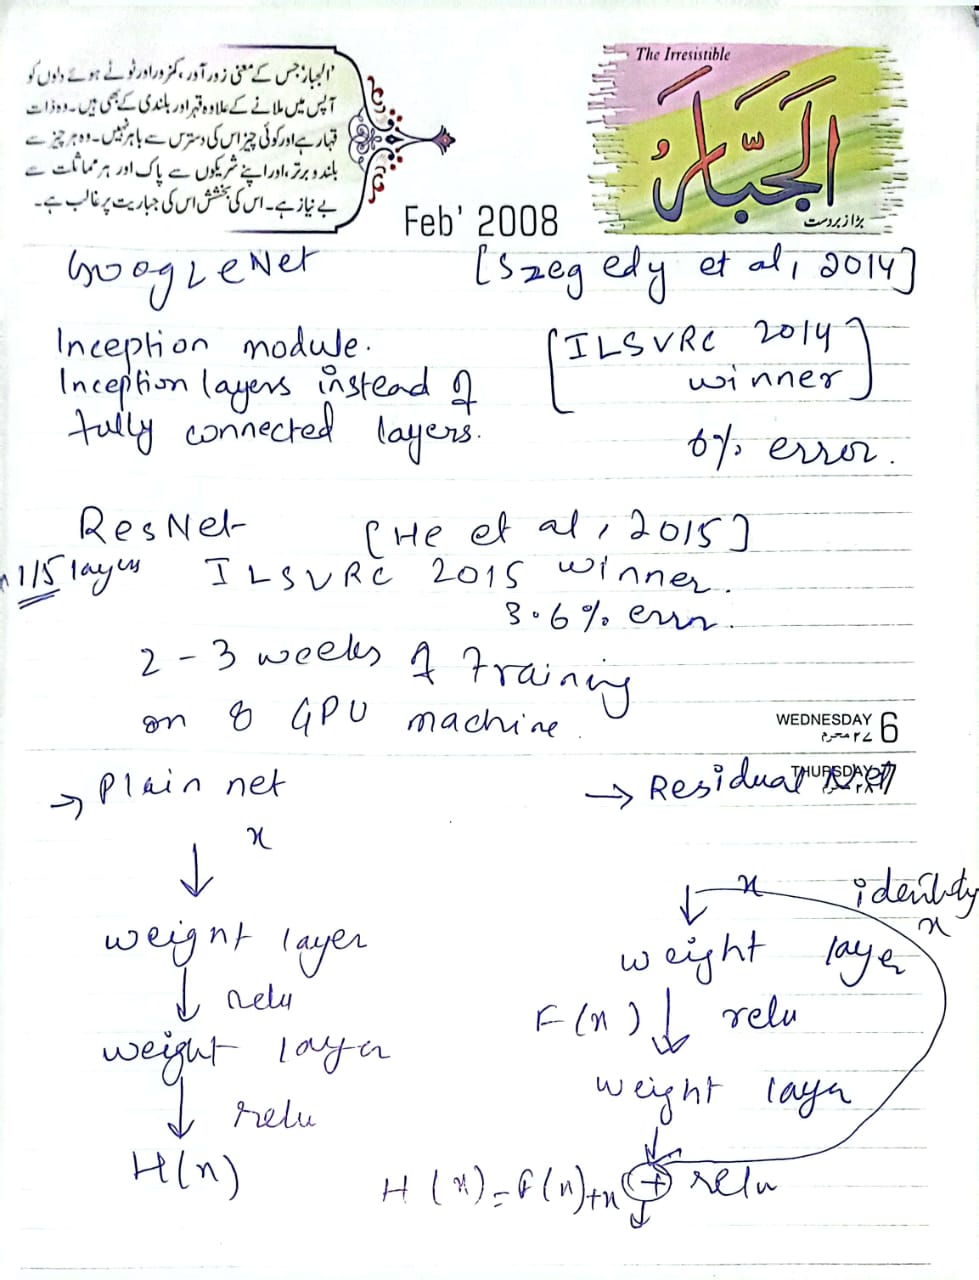 The Irresistible
الجبار جس کے معنی زور آور، کمزور اور ٹوٹے ہوئے دلوں کو
آپس میں ملانے کے علاوہ قہر اور بلندی کے بھی ہیں۔ وہ ذات
قہار ہے اور کوئی چیز اس کی دسترس سے باہر نہیں۔ وہ ہر چیز سے
بلند و برتر، اور اپنے شریکوں سے پاک اور ہر مماثلت سے
بے نیاز ہے۔ اس کی بخشش اس کی جباریت پر غالب ہے۔
الْجَبَّارُ
بڑا زبردست
Feb' 2008
GoogLeNet [Szegedy et al, 2014]
Inception module. [ILSVRC 2014
Inception layers instead of winner]
fully connected layers. 6% error.
ResNet [He et al, 2015]
layers ILSVRC 2015 winner.
3.6% error.
2 - 3 weeks of training
on 8 GPU machine.
WEDNESDAY 6
۲۷ محرم
THURSDAY 7
→ Plain net → Residual Net
x x identity
x
weignt layer weight layer
relu F(x) relu
weight layer weight layer
relu
H(x) H(x) = F(x) + x + relu